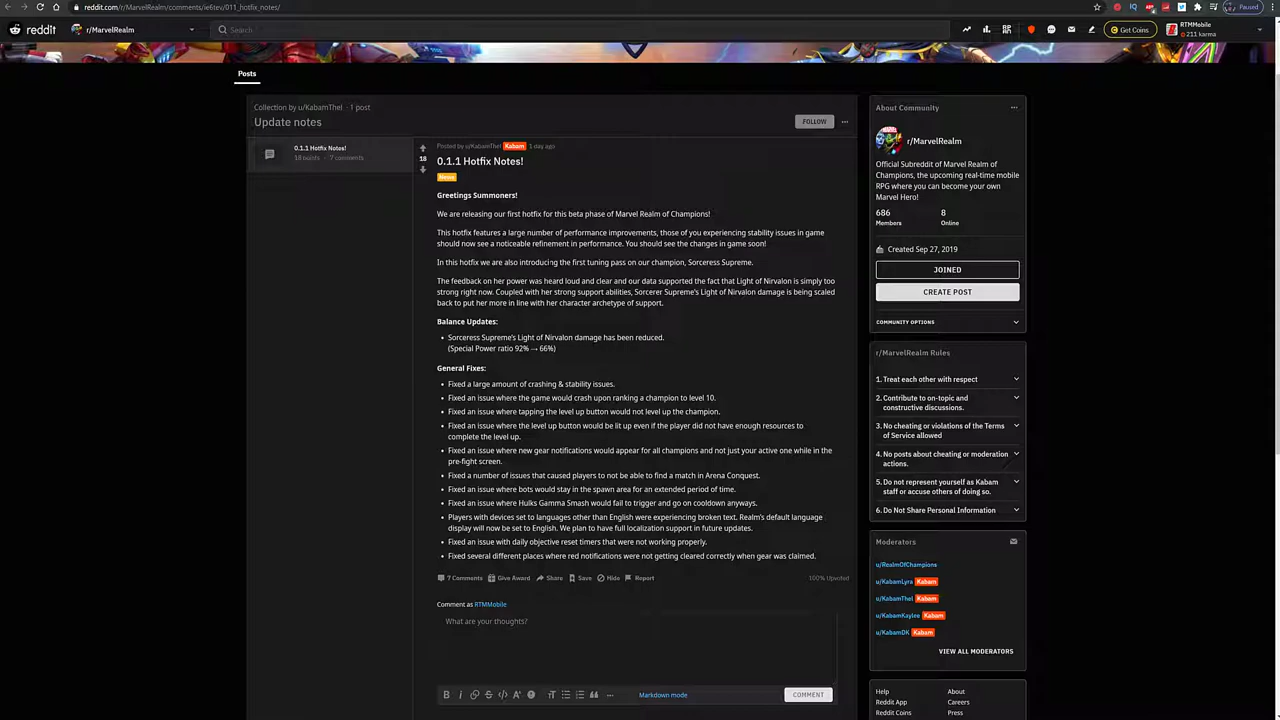 reddit.com/r/MarvelRealm/comments/ie6tev/011_hotfix_notes/
Paused
reddit
r/MarvelRealm
Search
Get Coins
RTMMobile
211 karma
Posts
Collection by u/KabamThel · 1 post
Update notes
FOLLOW
0.1.1 Hotfix Notes!
18 points · 7 comments
18
Posted by u/KabamThel Kabam 1 day ago
0.1.1 Hotfix Notes!
News
Greetings Summoners!
We are releasing our first hotfix for this beta phase of Marvel Realm of Champions!
This hotfix features a large number of performance improvements, those of you experiencing stability issues in game
should now see a noticeable refinement in performance. You should see the changes in game soon!
In this hotfix we are also introducing the first tuning pass on our champion, Sorceress Supreme.
The feedback on her power was heard loud and clear and our data supported the fact that Light of Nirvalon is simply too
strong right now. Coupled with her strong support abilities, Sorcerer Supreme's Light of Nirvalon damage is being scaled
back to put her more in line with her character archetype of support.
Balance Updates:
• Sorceress Supreme's Light of Nirvalon damage has been reduced.
(Special Power ratio 92% → 66%)
General Fixes:
• Fixed a large amount of crashing & stability issues.
• Fixed an issue where the game would crash upon ranking a champion to level 10.
• Fixed an issue where tapping the level up button would not level up the champion.
• Fixed an issue where the level up button would be lit up even if the player did not have enough resources to
complete the level up.
• Fixed an issue where new gear notifications would appear for all champions and not just your active one while in the
pre-fight screen.
• Fixed a number of issues that caused players to not be able to find a match in Arena Conquest.
• Fixed an issue where bots would stay in the spawn area for an extended period of time.
• Fixed an issue where Hulks Gamma Smash would fail to trigger and go on cooldown anyways.
• Players with devices set to languages other than English were experiencing broken text. Realm's default language
display will now be set to English. We plan to have full localization support in future updates.
• Fixed an issue with daily objective reset timers that were not working properly.
• Fixed several different places where red notifications were not getting cleared correctly when gear was claimed.
7 Comments Give Award Share Save Hide Report 100% Upvoted
Comment as RTMMobile
What are your thoughts?
Markdown mode
COMMENT
About Community
r/MarvelRealm
Official Subreddit of Marvel Realm of
Champions, the upcoming real-time mobile
RPG where you can become your own
Marvel Hero!
686 8
Members Online
Created Sep 27, 2019
JOINED
CREATE POST
COMMUNITY OPTIONS
r/MarvelRealm Rules
1. Treat each other with respect
2. Contribute to on-topic and
constructive discussions.
3. No cheating or violations of the Terms
of Service allowed
4. No posts about cheating or moderation
actions.
5. Do not represent yourself as Kabam
staff or accuse others of doing so.
6. Do Not Share Personal Information
Moderators
u/RealmOfChampions
u/KabamLyra Kabam
u/KabamThel Kabam
u/KabamKaylee Kabam
u/KabamDK Kabam
VIEW ALL MODERATORS
Help About
Reddit App Careers
Reddit Coins Press